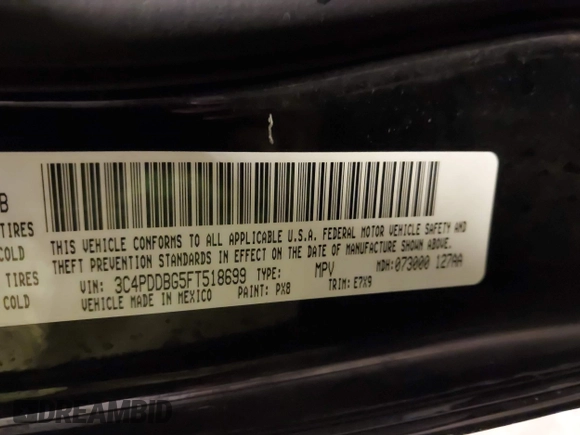 B
TIRES
COLD
TIRES
COLD
THIS VEHICLE CONFORMS TO ALL APPLICABLE U.S.A. FEDERAL MOTOR VEHICLE SAFETY AND
THEFT PREVENTION STANDARDS IN EFFECT ON THE DATE OF MANUFACTURE SHOWN ABOVE.
VIN: 3C4PDDBG5FT518699 TYPE: MPV MDH:073000 127AA
VEHICLE MADE IN MEXICO PAINT: PX8 TRIM: E7X9
DREAMBID